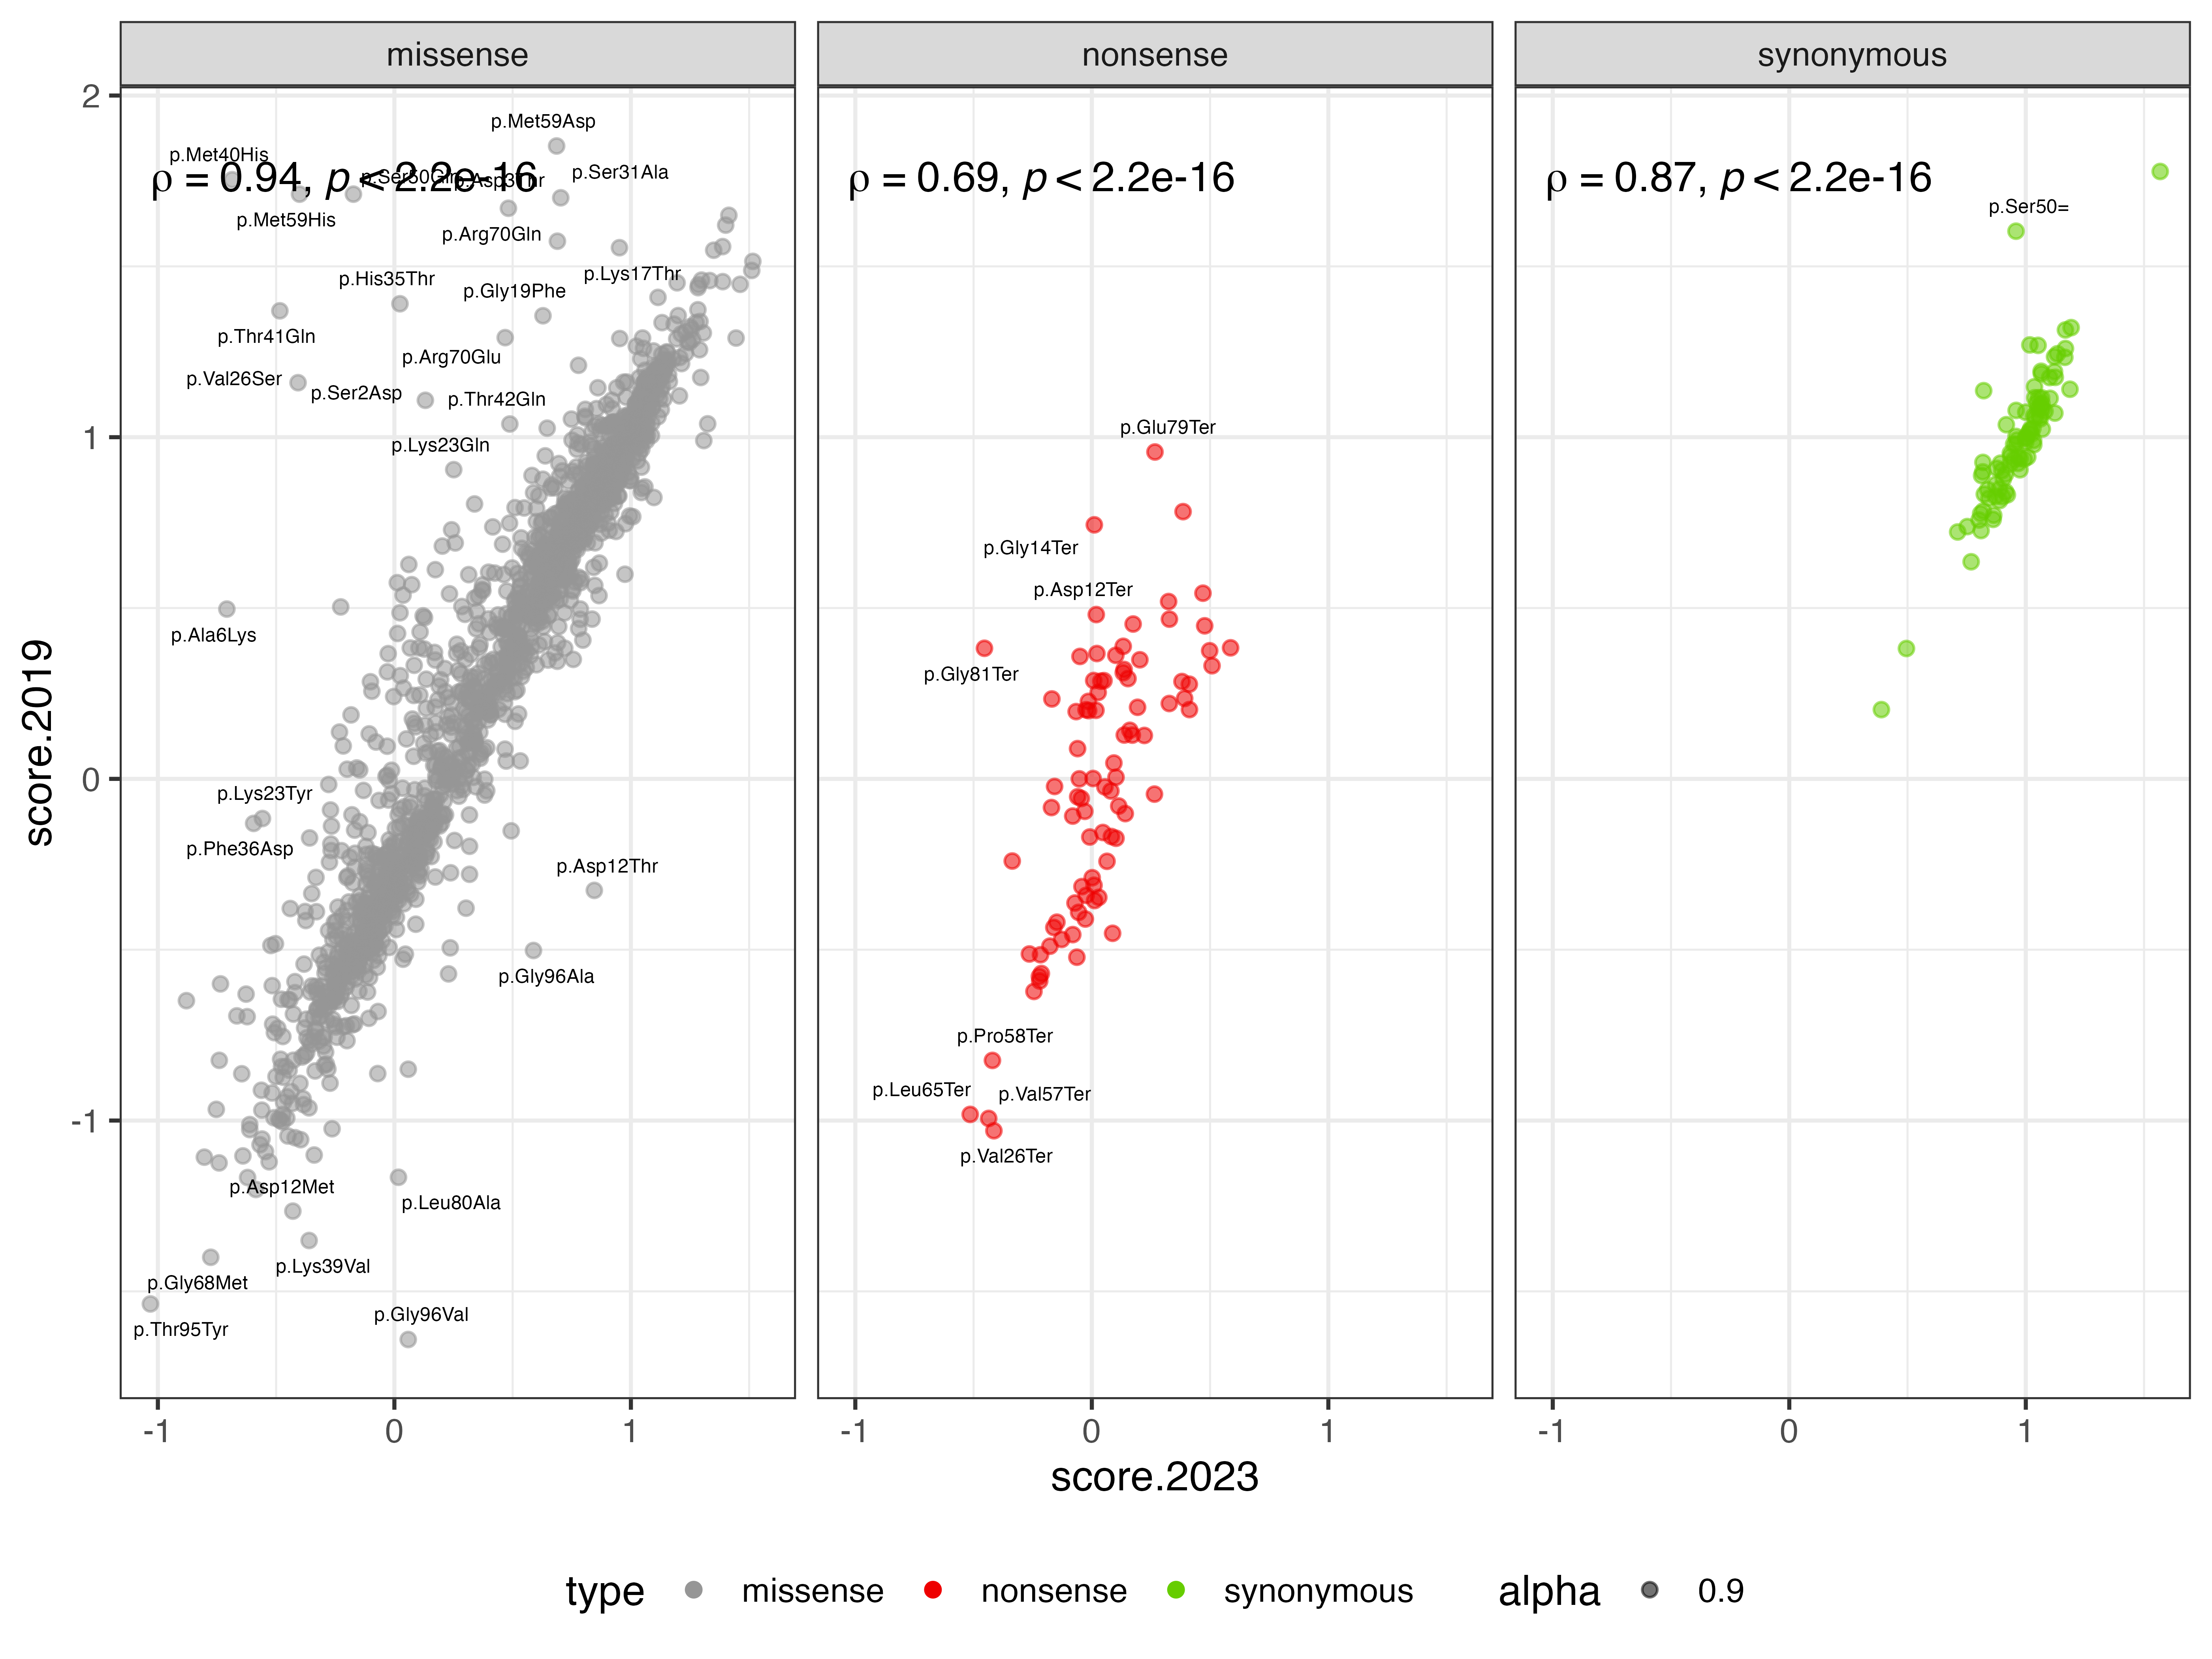 missense
nonsense
synonymous
2
1
0
-1
score.2019
p.Met59Asp
p.Met40His
ρ = 0.94, p < 2.2e-16
p.Ser50Gln
p.Ser31Ala
p.Met59His
p.Arg70Gln
p.Lys17Thr
p.His35Thr
p.Gly19Phe
p.Thr41Gln
p.Arg70Glu
p.Val26Ser
p.Ser2Asp
p.Thr42Gln
p.Lys23Gln
p.Ala6Lys
p.Lys23Tyr
p.Phe36Asp
p.Asp12Thr
p.Gly96Ala
p.Asp12Met
p.Leu80Ala
p.Lys39Val
p.Gly68Met
p.Gly96Val
p.Thr95Tyr
ρ = 0.69, p < 2.2e-16
p.Glu79Ter
p.Gly14Ter
p.Asp12Ter
p.Gly81Ter
p.Pro58Ter
p.Leu65Ter
p.Val57Ter
p.Val26Ter
ρ = 0.87, p < 2.2e-16
p.Ser50=
-1 0 1
-1 0 1
-1 0 1
score.2023
type missense nonsense synonymous alpha 0.9